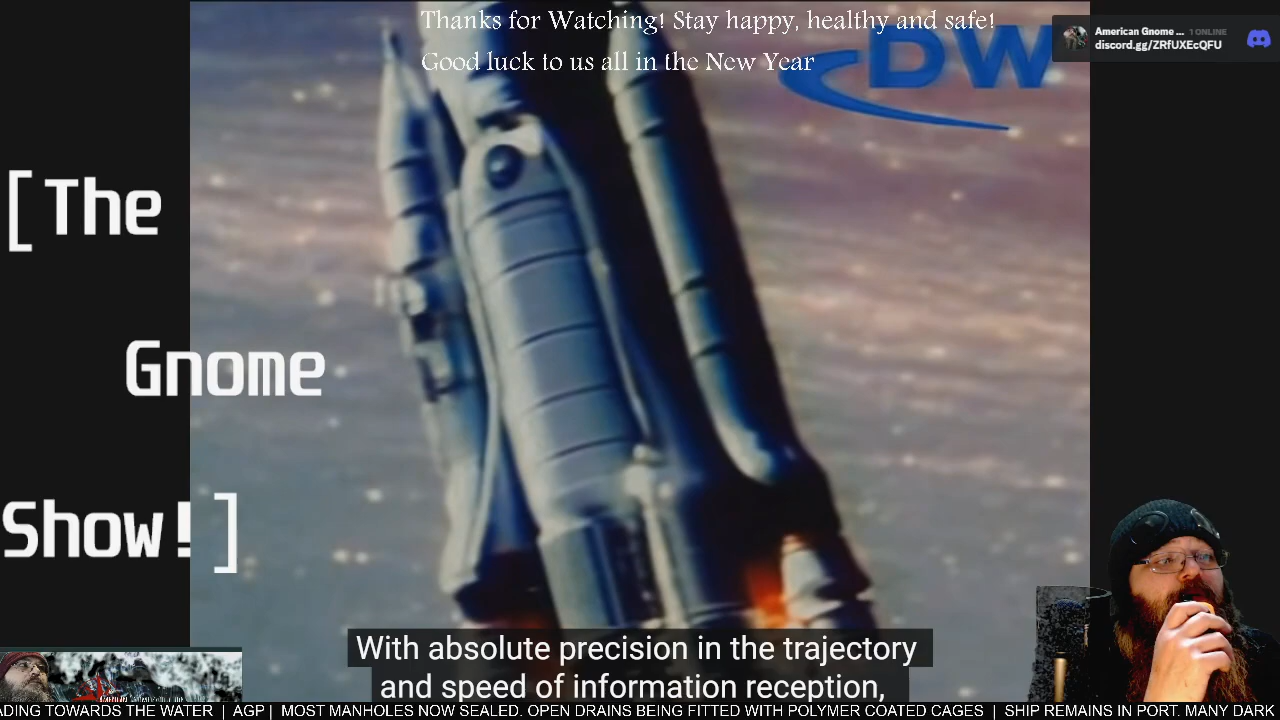 Thanks for Watching! Stay happy, healthy and safe!
Good luck to us all in the New Year
DW
American Gnome ... 1 ONLINE
discord.gg/ZRfUXEcQFU
[The
Gnome
Show!]
With absolute precision in the trajectory
and speed of information reception,
ADING TOWARDS THE WATER | AGP | MOST MANHOLES NOW SEALED. OPEN DRAINS BEING FITTED WITH POLYMER COATED CAGES | SHIP REMAINS IN PORT. MANY DARK